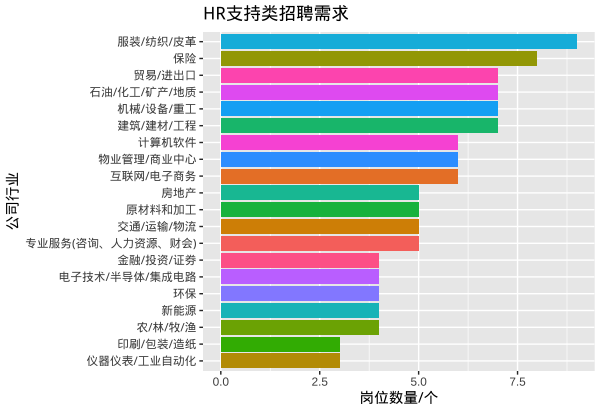 HR支持类招聘需求
公司行业
服装/纺织/皮革
保险
贸易/进出口
石油/化工/矿产/地质
机械/设备/重工
建筑/建材/工程
计算机软件
物业管理/商业中心
互联网/电子商务
房地产
原材料和加工
交通/运输/物流
专业服务(咨询、人力资源、财会)
金融/投资/证券
电子技术/半导体/集成电路
环保
新能源
农/林/牧/渔
印刷/包装/造纸
仪器仪表/工业自动化
0.0 2.5 5.0 7.5
岗位数量/个